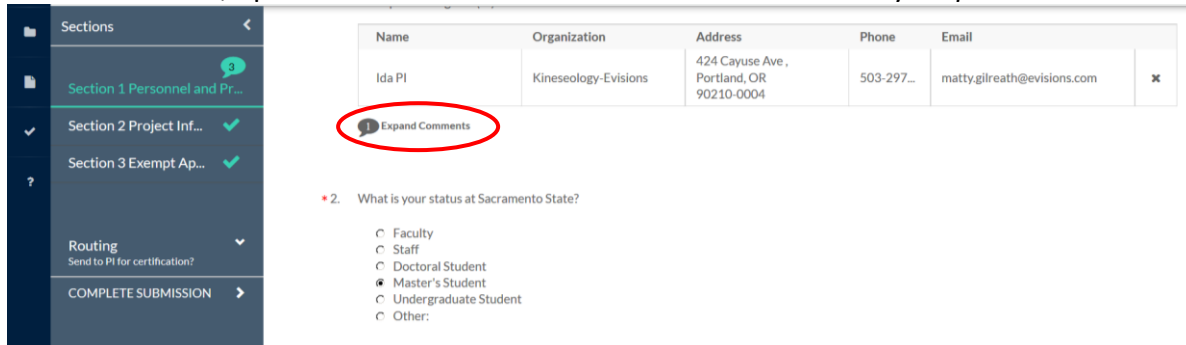 Sections
3
Section 1 Personnel and Pr...
Section 2 Project Inf...
Section 3 Exempt Ap...
?
Routing
Send to PI for certification?
COMPLETE SUBMISSION
Name Organization Address Phone Email
Ida PI Kineseology-Evisions 424 Cayuse Ave , Portland, OR 90210-0004 503-297... matty.gilreath@evisions.com
1 Expand Comments
* 2. What is your status at Sacramento State?
Faculty
Staff
Doctoral Student
Master's Student
Undergraduate Student
Other: